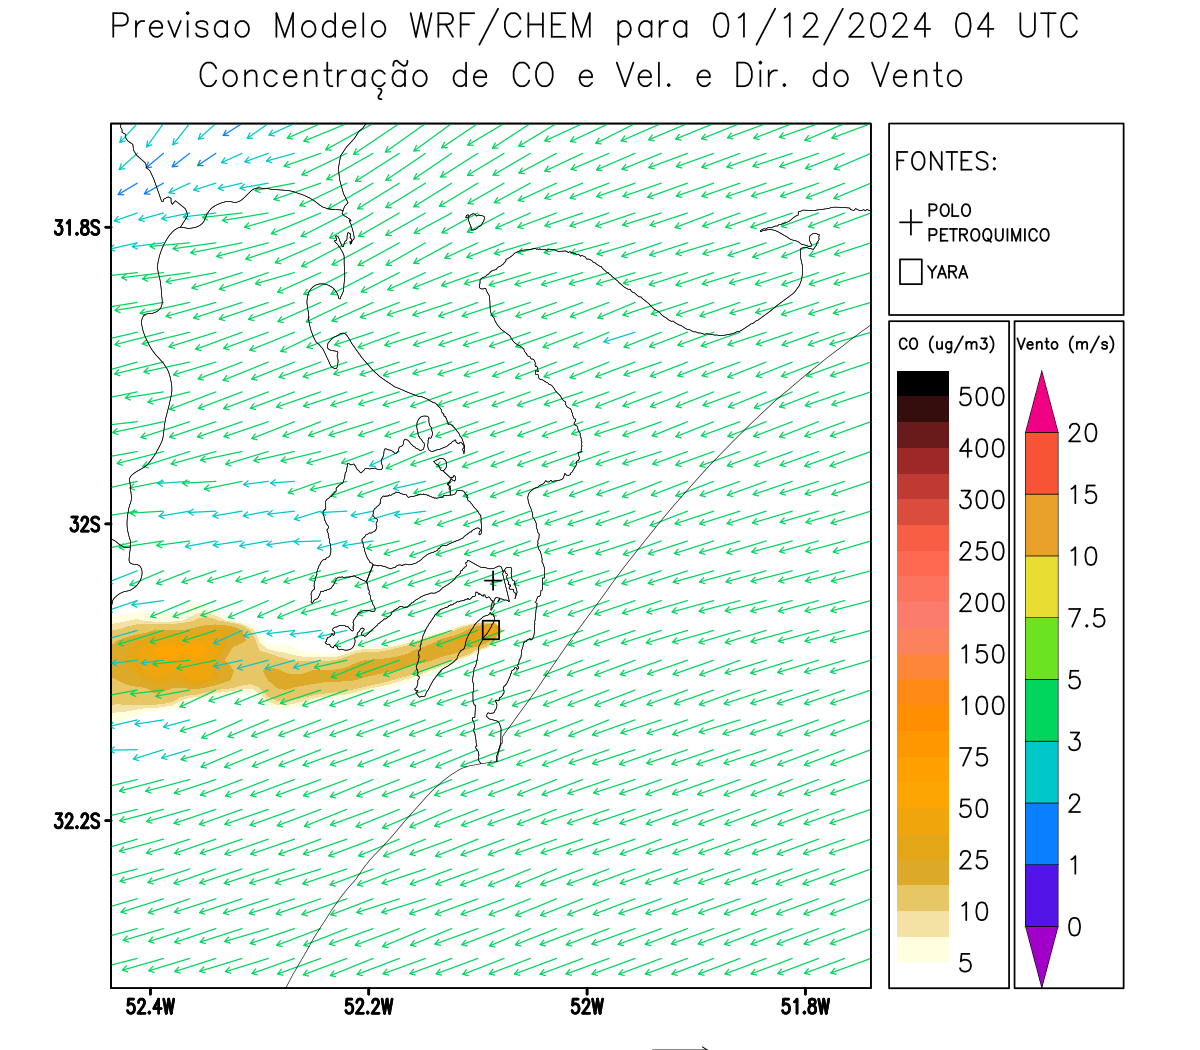 Previsao Modelo WRF/CHEM para 01/12/2024 04 UTC
Concentração de CO e Vel. e Dir. do Vento
FONTES:
POLO
PETROQUIMICO
YARA
31.8S
32S
32.2S
52.4W
52.2W
52W
51.8W
CO (ug/m3)
500
400
300
250
200
150
100
75
50
25
10
5
Vento (m/s)
20
15
10
7.5
5
3
2
1
0